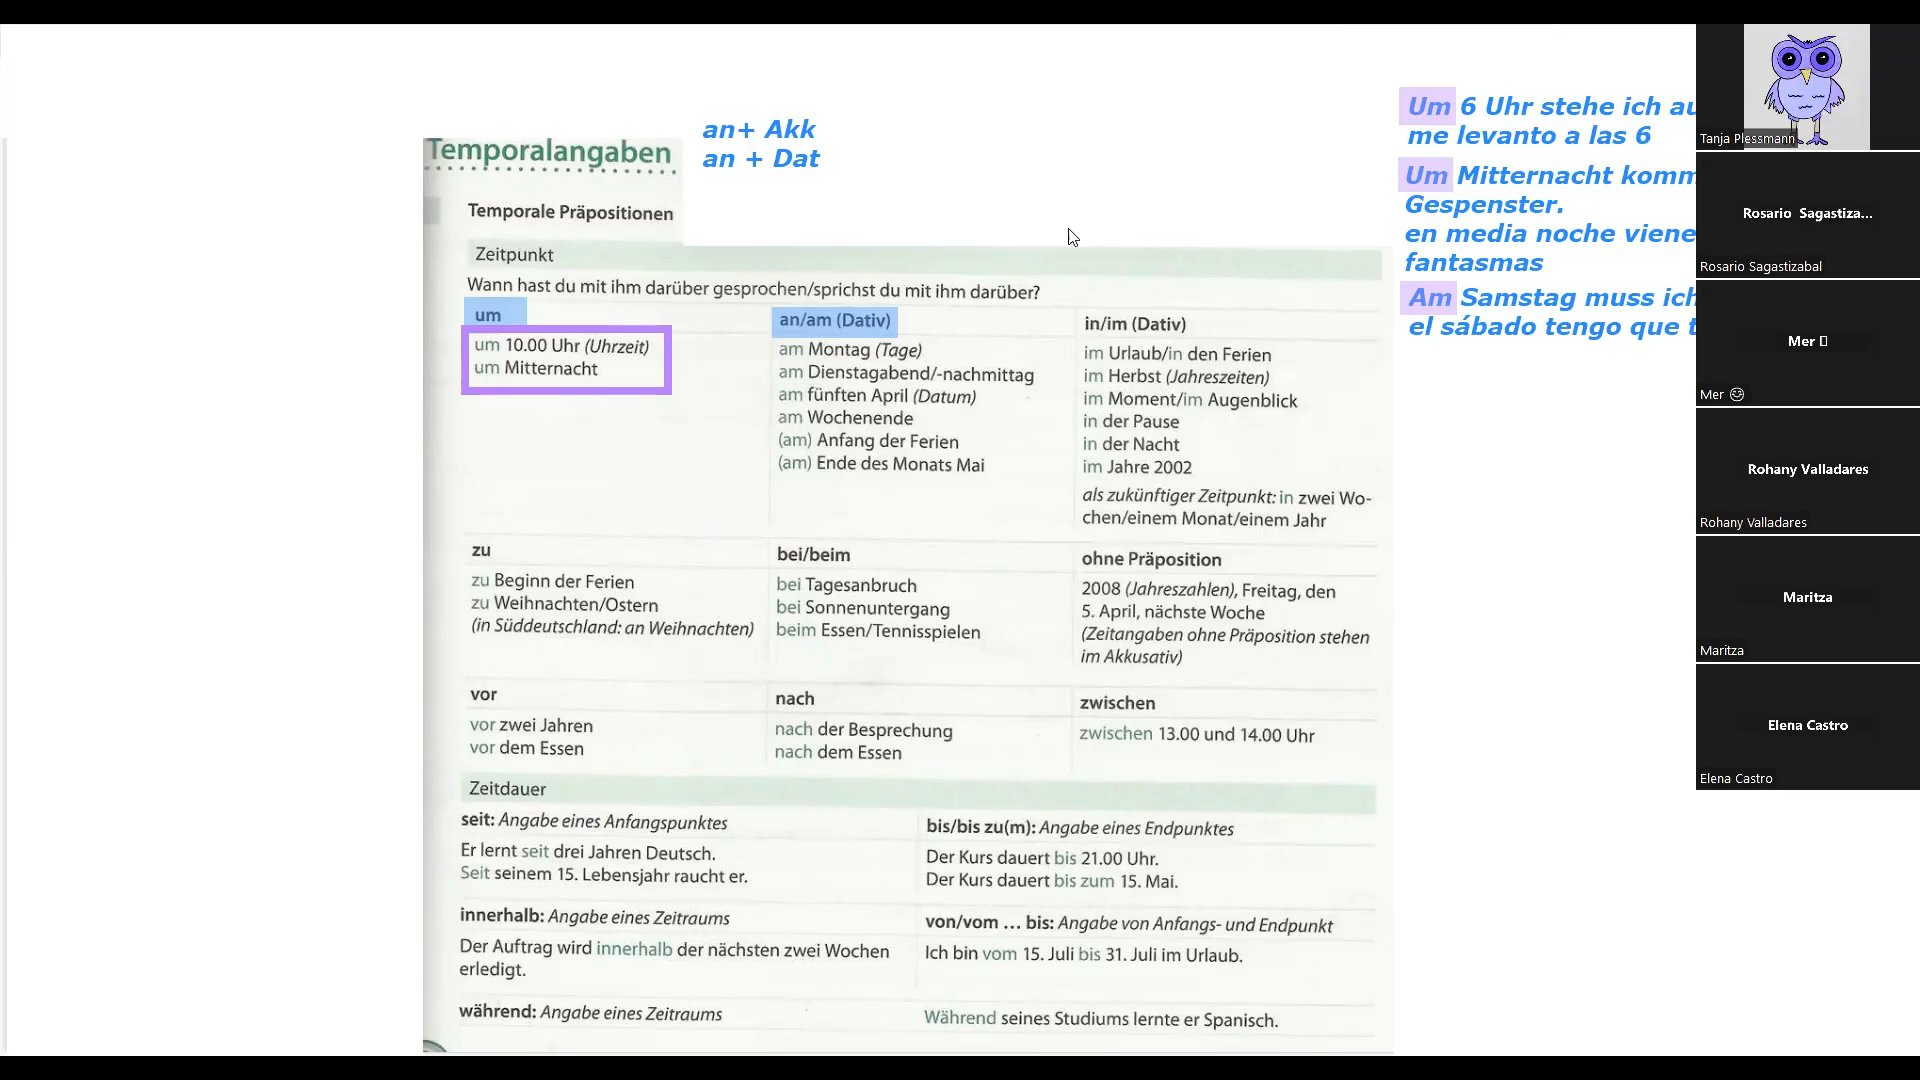 an+ Akk
an + Dat
Temporalangaben
Temporale Präpositionen
Zeitpunkt
Wann hast du mit ihm darüber gesprochen/sprichst du mit ihm darüber?
um
um 10.00 Uhr (Uhrzeit)
um Mitternacht
an/am (Dativ)
am Montag (Tage)
am Dienstagabend/-nachmittag
am fünften April (Datum)
am Wochenende
(am) Anfang der Ferien
(am) Ende des Monats Mai
in/im (Dativ)
im Urlaub/in den Ferien
im Herbst (Jahreszeiten)
im Moment/im Augenblick
in der Pause
in der Nacht
im Jahre 2002
als zukünftiger Zeitpunkt: in zwei Wo-
chen/einem Monat/einem Jahr
zu
zu Beginn der Ferien
zu Weihnachten/Ostern
(in Süddeutschland: an Weihnachten)
bei/beim
bei Tagesanbruch
bei Sonnenuntergang
beim Essen/Tennisspielen
ohne Präposition
2008 (Jahreszahlen), Freitag, den
5. April, nächste Woche
(Zeitangaben ohne Präposition stehen
im Akkusativ)
vor
vor zwei Jahren
vor dem Essen
nach
nach der Besprechung
nach dem Essen
zwischen
zwischen 13.00 und 14.00 Uhr
Zeitdauer
seit: Angabe eines Anfangspunktes
Er lernt seit drei Jahren Deutsch.
Seit seinem 15. Lebensjahr raucht er.
bis/bis zu(m): Angabe eines Endpunktes
Der Kurs dauert bis 21.00 Uhr.
Der Kurs dauert bis zum 15. Mai.
innerhalb: Angabe eines Zeitraums
Der Auftrag wird innerhalb der nächsten zwei Wochen
erledigt.
von/vom ... bis: Angabe von Anfangs- und Endpunkt
Ich bin vom 15. Juli bis 31. Juli im Urlaub.
während: Angabe eines Zeitraums
Während seines Studiums lernte er Spanisch.
Um 6 Uhr stehe ich
me levanto a las 6
Um Mitternacht
Gespenster.
en media noche
fantasmas
Am Samstag muss ich
el sábado tengo que
Tanja Plessmann
Rosario Sagastiza...
Rosario Sagastizabal
Mer
Mer 😊
Rohany Valladares
Rohany Valladares
Maritza
Maritza
Elena Castro
Elena Castro